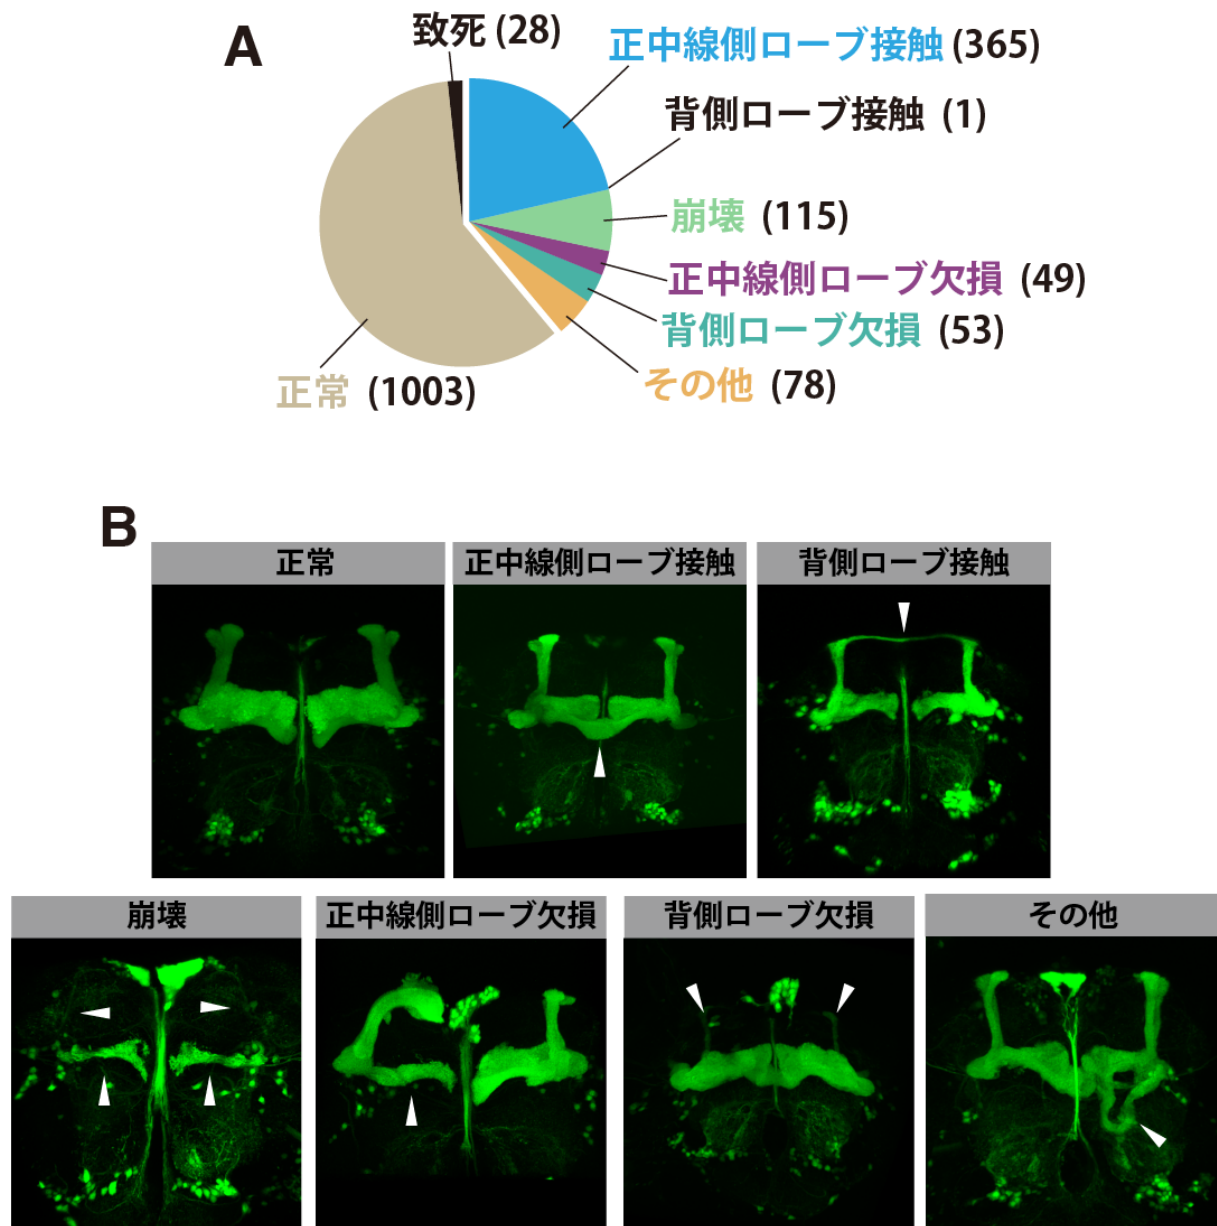 A
致死 (28)
正中線側ローブ接触 (365)
背側ローブ接触 (1)
崩壊 (115)
正中線側ローブ欠損 (49)
背側ローブ欠損 (53)
その他 (78)
正常 (1003)
B
正常
正中線側ローブ接触
背側ローブ接触
崩壊
正中線側ローブ欠損
背側ローブ欠損
その他